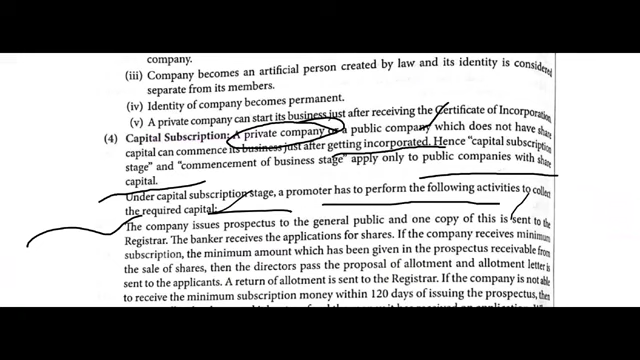 company.
(iii) Company becomes an artificial person created by law and its identity is considered
separate from its members.
(iv) Identity of company becomes permanent.
(v) A private company can start its business just after receiving the Certificate of Incorporation
(4) Capital Subscription: A private company or a public company which does not have share
capital can commence its business just after getting incorporated. Hence "capital subscription
stage" and "commencement of business stage" apply only to public companies with share
capital.
Under capital subscription stage, a promoter has to perform the following activities to collect
the required capital:
The company issues prospectus to the general public and one copy of this is sent to the
Registrar. The banker receives the applications for shares. If the company receives minimum
subscription, the minimum amount which has been given in the prospectus receivable from
the sale of shares, then the directors pass the proposal of allotment and allotment letter is
sent to the applicants. A return of allotment is sent to the Registrar. If the company is not able
to receive the minimum subscription money within 120 days of issuing the prospectus, then